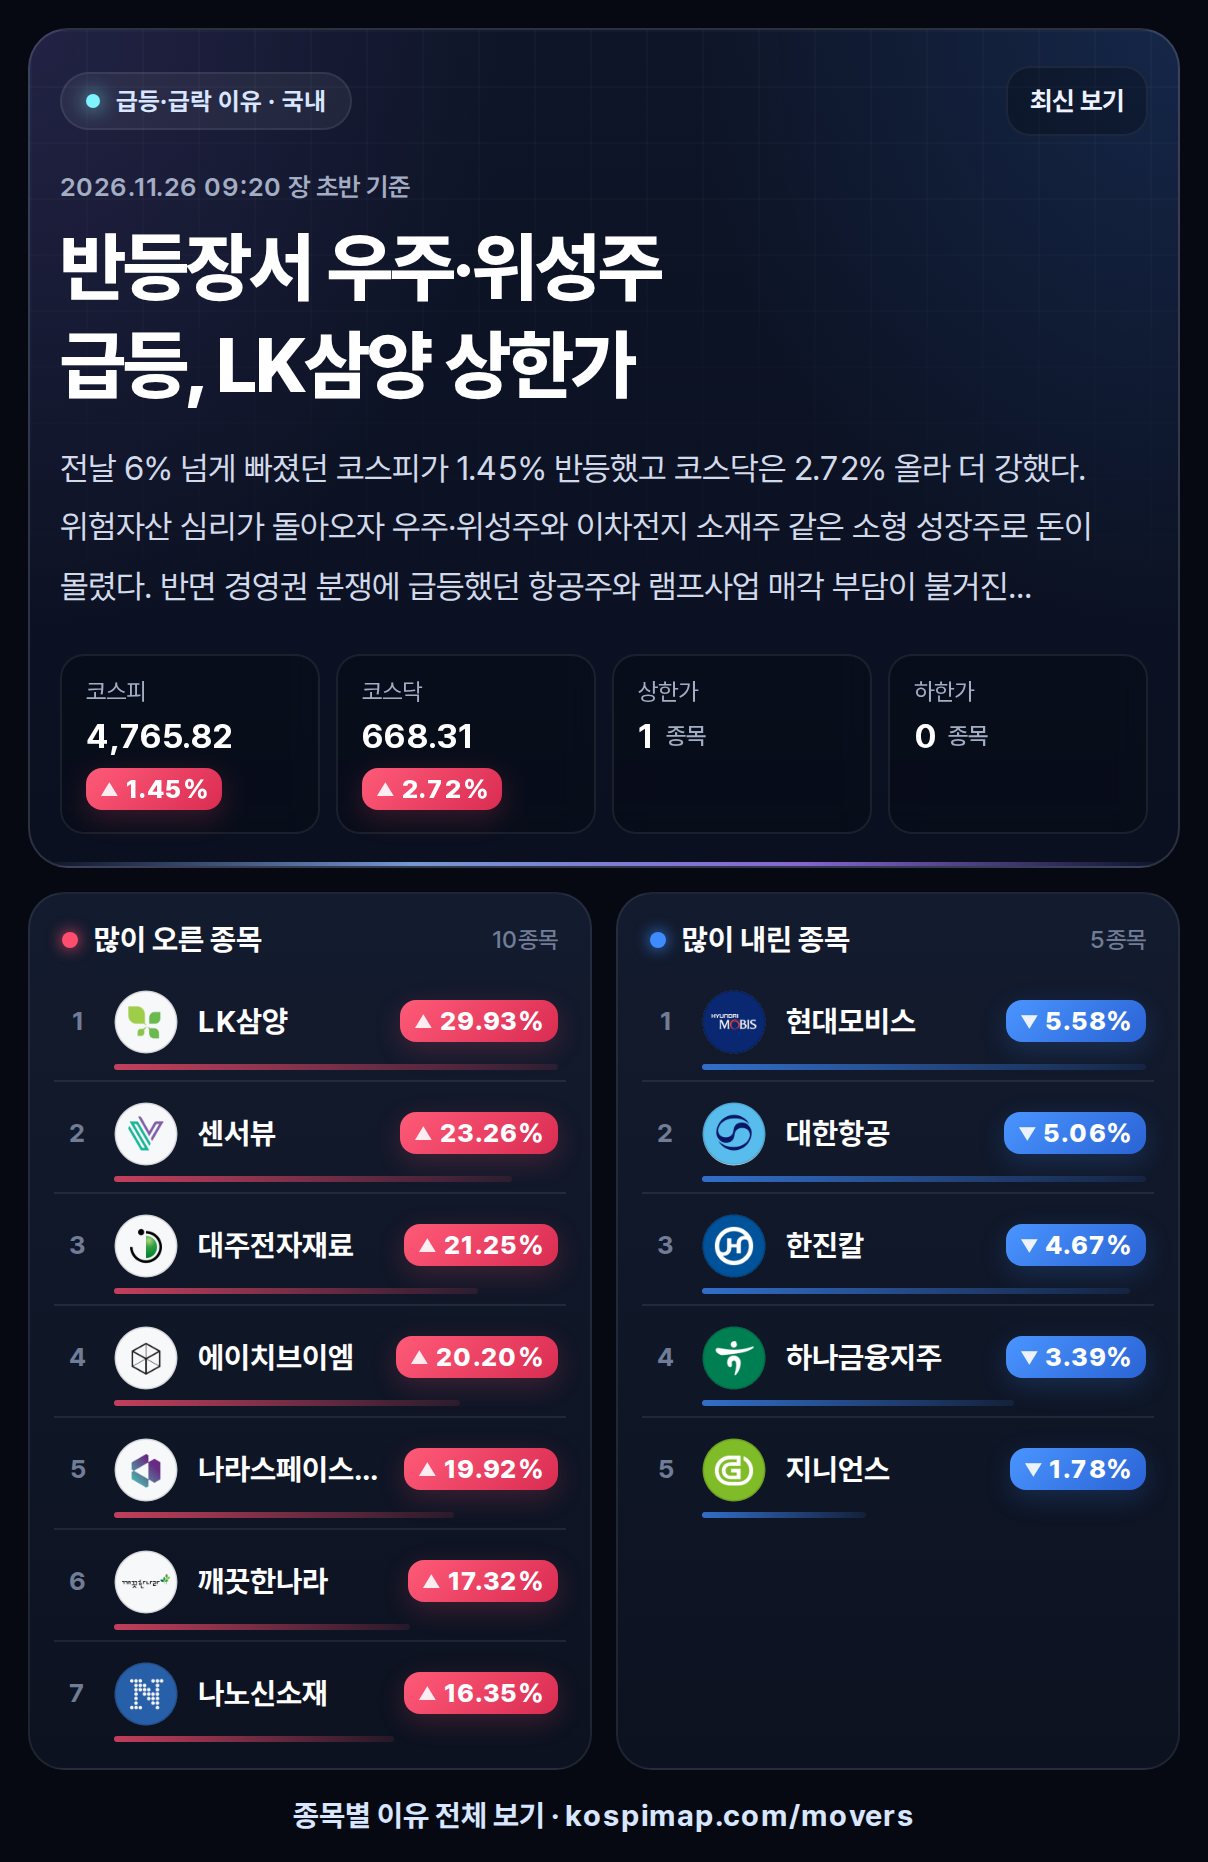 급등·급락 이유 · 국내
최신 보기
2026.11.26 09:20 장 초반 기준
반등장서 우주·위성주
급등, LK삼양 상한가
전날 6% 넘게 빠졌던 코스피가 1.45% 반등했고 코스닥은 2.72% 올라 더 강했다.
위험자산 심리가 돌아오자 우주·위성주와 이차전지 소재주 같은 소형 성장주로 돈이
몰렸다. 반면 경영권 분쟁에 급등했던 항공주와 램프사업 매각 부담이 불거진...
코스피
4,765.82
▲ 1.45%
코스닥
668.31
▲ 2.72%
상한가
1 종목
하한가
0 종목
많이 오른 종목
10종목
1 LK삼양 ▲ 29.93%
2 센서뷰 ▲ 23.26%
3 대주전자재료 ▲ 21.25%
4 에이치브이엠 ▲ 20.20%
5 나라스페이스... ▲ 19.92%
6 깨끗한나라 ▲ 17.32%
7 나노신소재 ▲ 16.35%
많이 내린 종목
5종목
1 HYUNDAI MOBIS 현대모비스 ▼ 5.58%
2 대한항공 ▼ 5.06%
3 한진칼 ▼ 4.67%
4 하나금융지주 ▼ 3.39%
5 지니언스 ▼ 1.78%
종목별 이유 전체 보기 · kospimap.com/movers